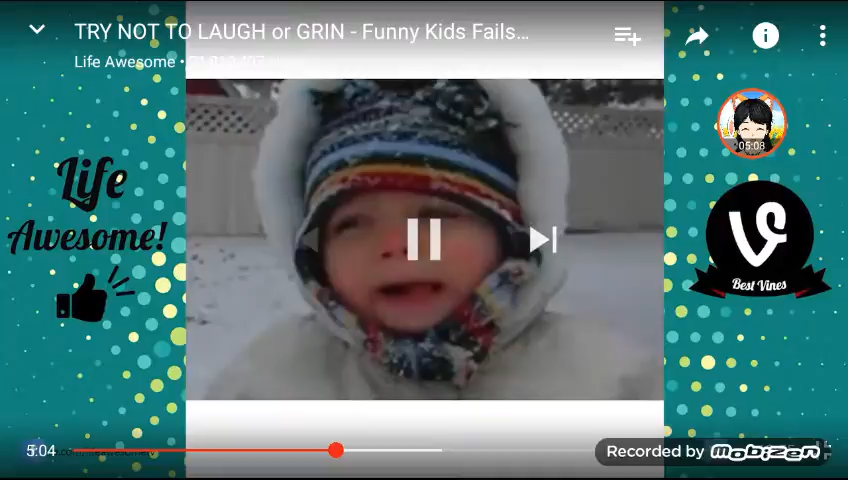 TRY NOT TO LAUGH or GRIN - Funny Kids Fails...
Life Awesome •
05:08
Life
Awesome!
Best Vines
5:04
Recorded by mobizen